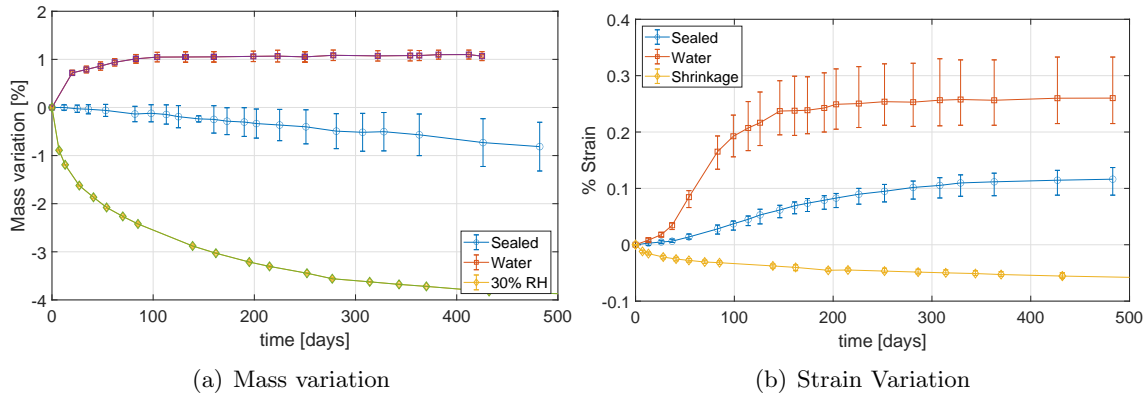 2
1
0
-1
-2
-3
-4
Mass variation [%]
0
100
200
300
400
500
time [days]
Sealed
Water
30% RH
(a) Mass variation
0.4
0.3
0.2
0.1
0
-0.1
% Strain
0
100
200
300
400
500
time [days]
Sealed
Water
Shrinkage
(b) Strain Variation